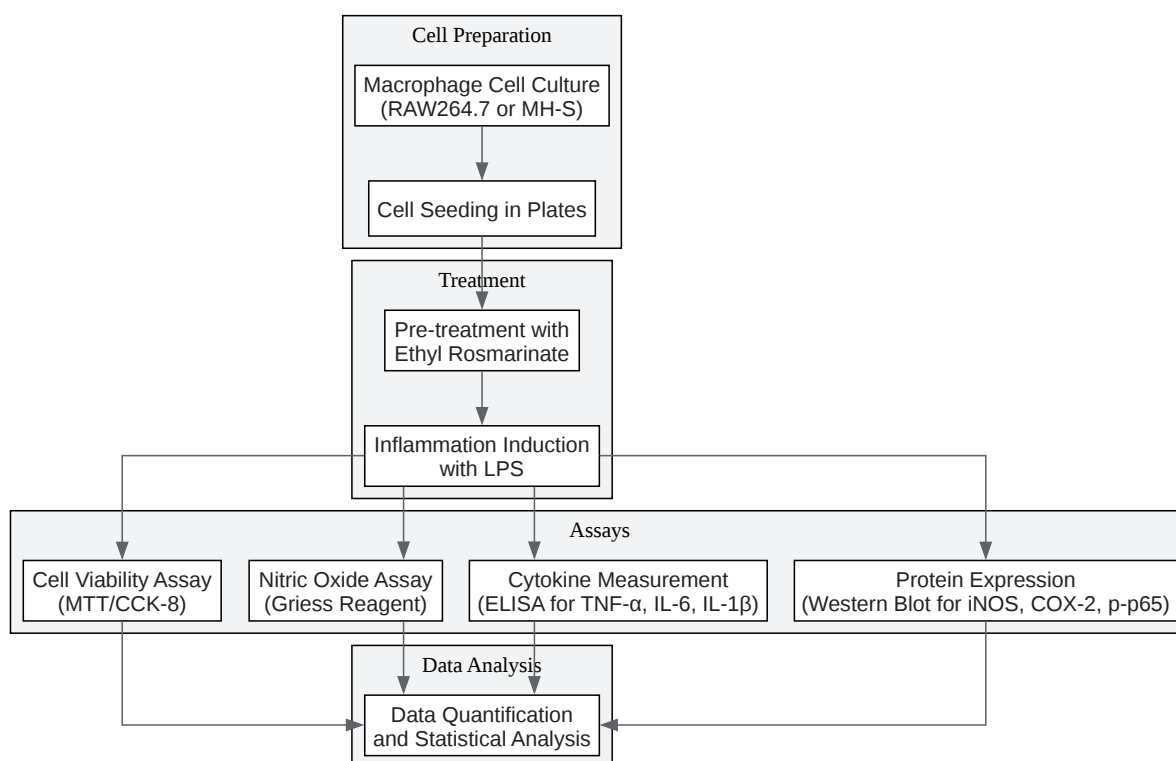 Cell Preparation
Macrophage Cell Culture
(RAW264.7 or MH-S)
Cell Seeding in Plates
Treatment
Pre-treatment with
Ethyl Rosmarinate
Inflammation Induction
with LPS
Assays
Cell Viability Assay
(MTT/CCK-8)
Nitric Oxide Assay
(Griess Reagent)
Cytokine Measurement
(ELISA for TNF-α, IL-6, IL-1β)
Protein Expression
(Western Blot for iNOS, COX-2, p-p65)
Data Analysis
Data Quantification
and Statistical Analysis